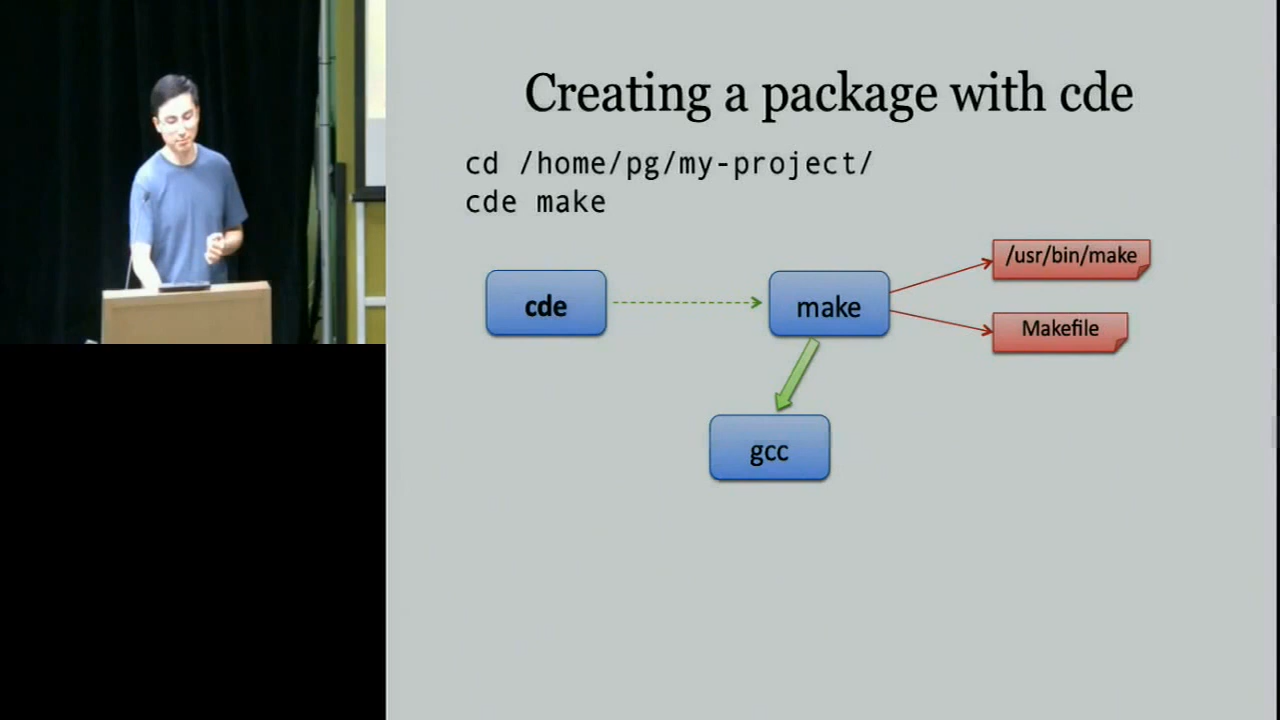 Creating a package with cde
cd /home/pg/my-project/
cde make
cde
make
/usr/bin/make
Makefile
gcc